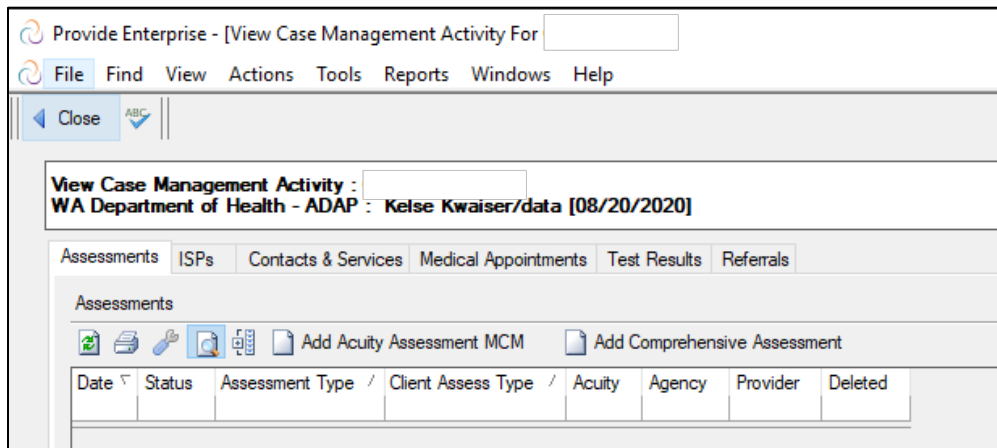 Provide Enterprise - [View Case Management Activity For
File Find View Actions Tools Reports Windows Help
Close ABC
View Case Management Activity :
WA Department of Health - ADAP : Kelse Kwaiser/data [08/20/2020]
Assessments ISPs Contacts & Services Medical Appointments Test Results Referrals
Assessments
Add Acuity Assessment MCM Add Comprehensive Assessment
Date Status Assessment Type / Client Assess Type / Acuity Agency Provider Deleted